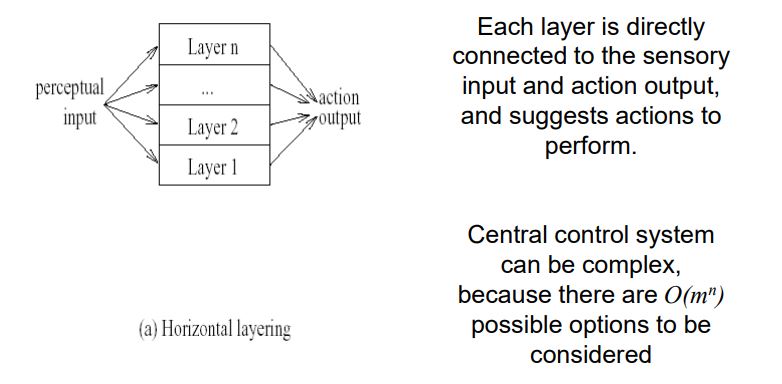 Layer n
perceptual
input
...
Layer 2
Layer 1
action
output
(a) Horizontal layering
Each layer is directly
connected to the sensory
input and action output,
and suggests actions to
perform.
Central control system
can be complex,
because there are O(mⁿ)
possible options to be
considered